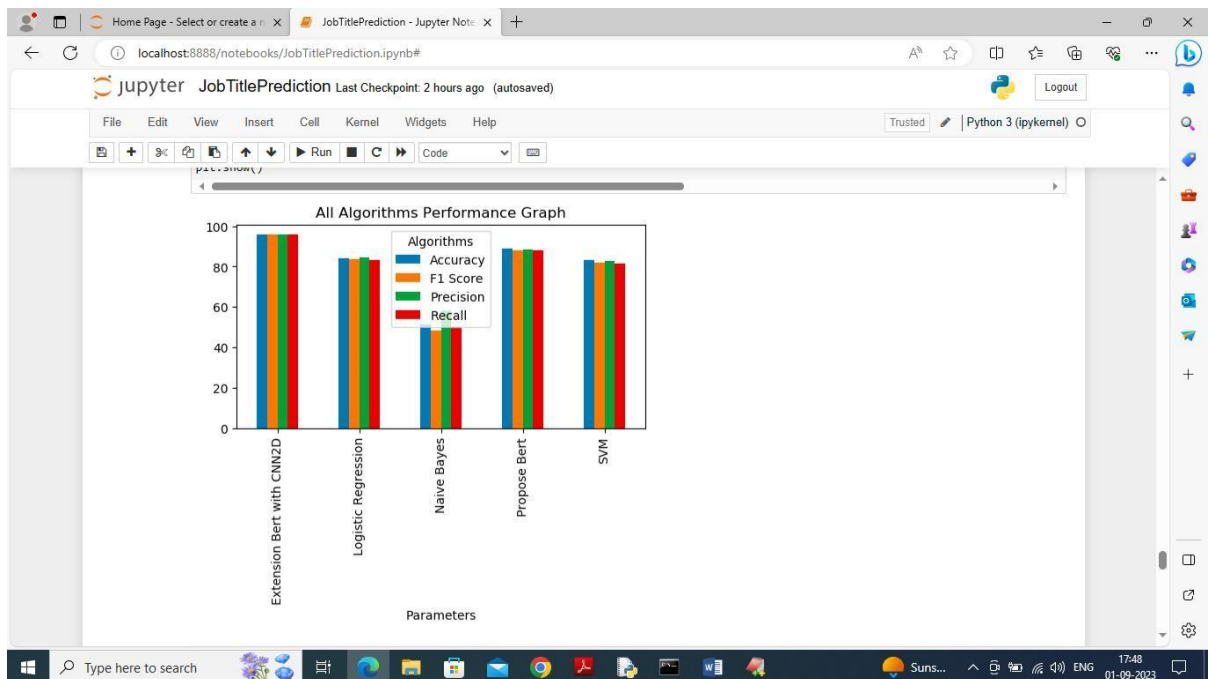 Home Page - Select or create a n
JobTitlePrediction - Jupyter Note
localhost:8888/notebooks/JobTitlePrediction.ipynb#
jupyter JobTitlePrediction Last Checkpoint: 2 hours ago (autosaved)
Logout
File Edit View Insert Cell Kernel Widgets Help
Trusted Python 3 (ipykernel)
Run Code
plt.show()
All Algorithms Performance Graph
100
80
60
40
20
0
Algorithms
Accuracy
F1 Score
Precision
Recall
Extension Bert with CNN2D
Logistic Regression
Naive Bayes
Propose Bert
SVM
Parameters
Type here to search
Suns...
ENG
17:48
01-09-2023